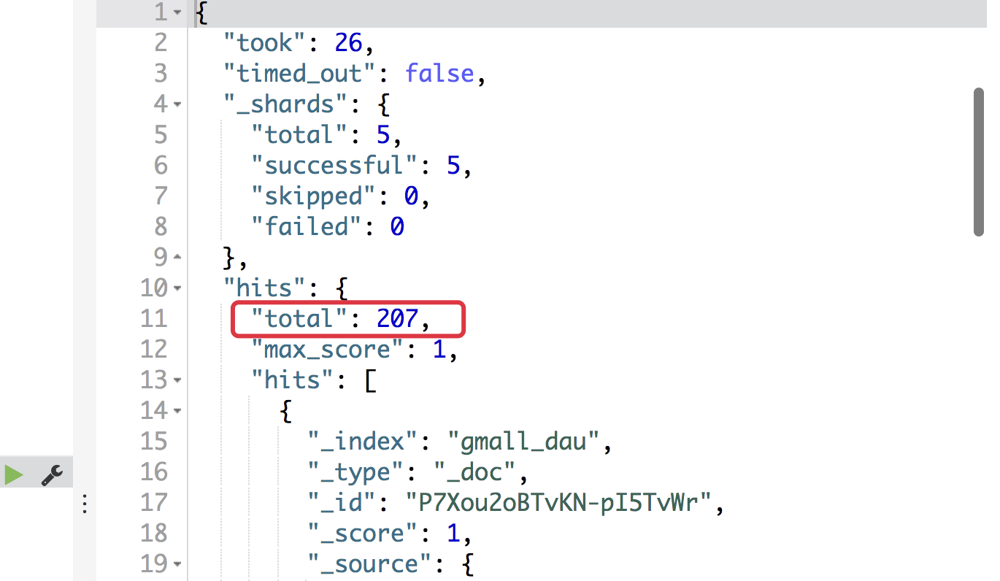 1 {
2 "took": 26,
3 "timed_out": false,
4 "_shards": {
5 "total": 5,
6 "successful": 5,
7 "skipped": 0,
8 "failed": 0
9 },
10 "hits": {
11 "total": 207,
12 "max_score": 1,
13 "hits": [
14 {
15 "_index": "gmall_dau",
16 "_type": "_doc",
17 "_id": "P7Xou2oBTvKN-pI5TvWr",
18 "_score": 1,
19 "_source": {